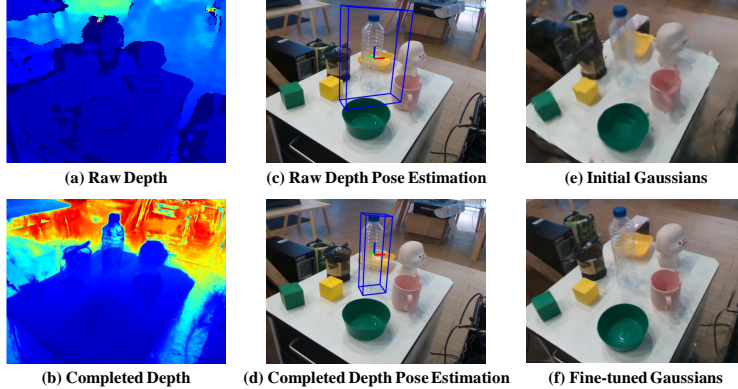 (a) Raw Depth
(c) Raw Depth Pose Estimation
(e) Initial Gaussians
(b) Completed Depth
(d) Completed Depth Pose Estimation
(f) Fine-tuned Gaussians